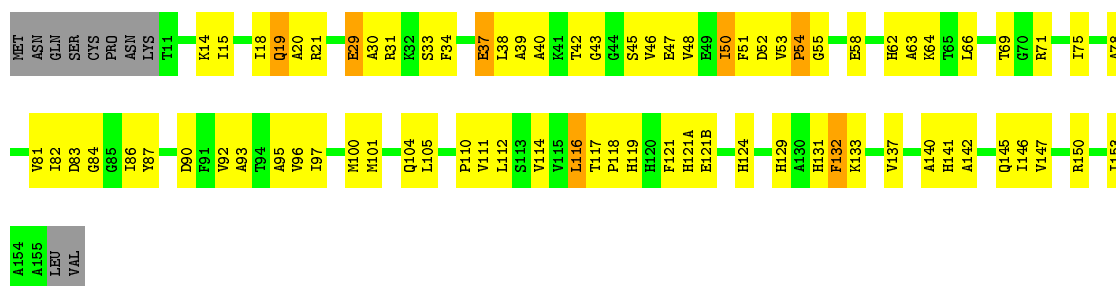 MET ASN GLN SER CYS PRO ASN LYS T11 K14 I15 I18 Q19 A20 R21 E29 A30 R31 K32 S33 F34 E37 L38 A39 A40 K41 T42 G43 G44 S45 V46 E47 V48 E49 I50 F51 D52 V53 P54 G55 E58 H62 A63 K64 T65 L66 T69 G70 R71 I75 A78
V81 I82 D83 G84 G85 I86 Y87 D90 F91 V92 A93 T94 A95 V96 I97 M100 M101 Q104 L105 P110 V111 L112 S113 V114 V115 L116 T117 P118 H119 H120 F121 H121A E121B H124 H129 A130 H131 F132 K133 V137 A140 H141 A142 Q145 I146 V147 R150 I153
A154 A155 LEU VAL